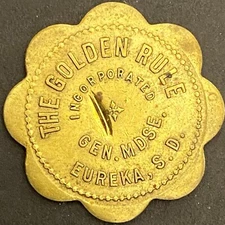 THE GOLDEN RULE
INCORPORATED
GEN. MDSE.
EUREKA, S.D.